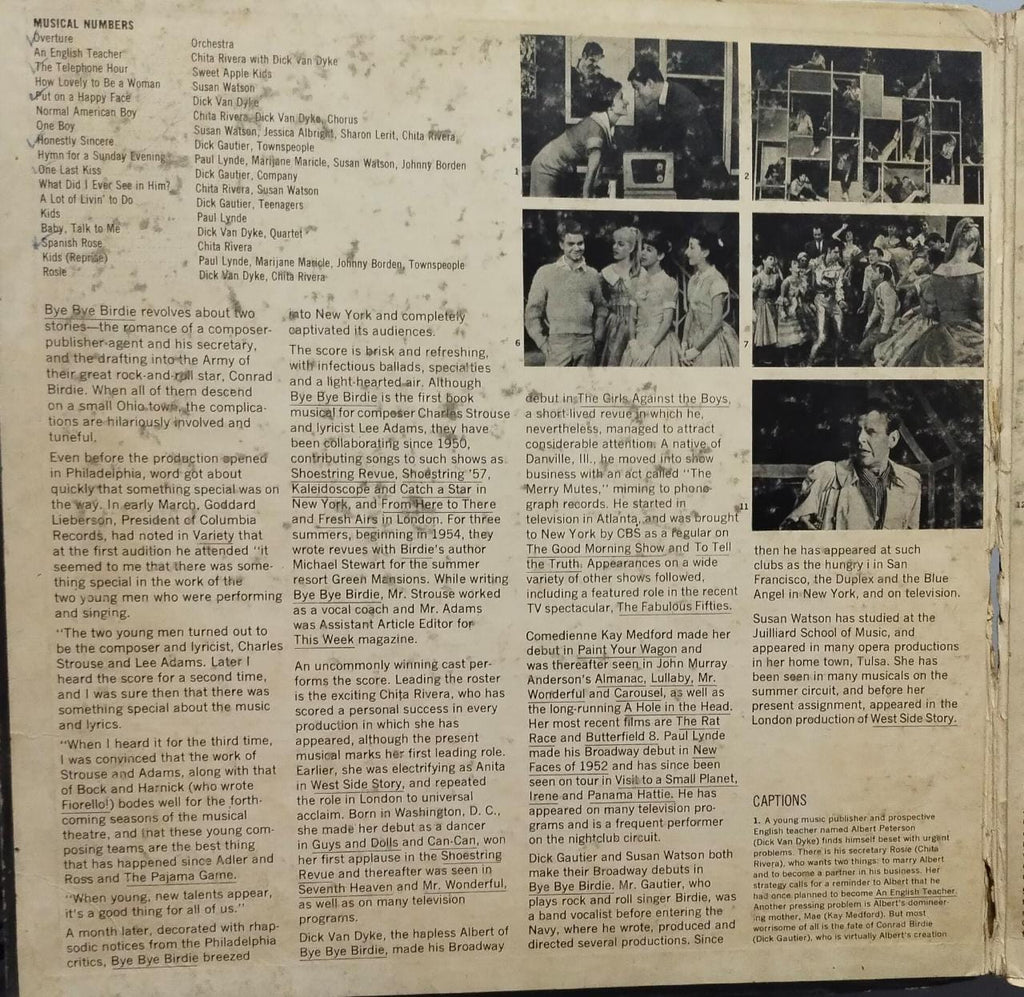 MUSICAL NUMBERS
Overture
An English Teacher
The Telephone Hour
How Lovely to Be a Woman
Put on a Happy Face
Normal American Boy
One Boy
Honestly Sincere
Hymn for a Sunday Evening
One Last Kiss
What Did I Ever See in Him?
A Lot of Livin' to Do
Kids
Baby, Talk to Me
Spanish Rose
Kids (Reprise)
Rosie
Orchestra
Chita Rivera with Dick Van Dyke
Sweet Apple Kids
Susan Watson
Dick Van Dyke
Chita Rivera, Dick Van Dyke, Chorus
Susan Watson, Jessica Albright, Sharon Lerit, Chita Rivera
Dick Gautier, Townspeople
Paul Lynde, Marijane Maricle, Susan Watson, Johnny Borden
Dick Gautier, Company
Chita Rivera, Susan Watson
Dick Gautier, Teenagers
Paul Lynde
Dick Van Dyke, Quartet
Chita Rivera
Paul Lynde, Marijane Maricle, Johnny Borden, Townspeople
Dick Van Dyke, Chita Rivera
1
2
6
7
11
Bye Bye Birdie revolves about two
stories—the romance of a composer-
publisher-agent and his secretary,
and the drafting into the Army of
their great rock-and-roll star, Conrad
Birdie. When all of them descend
on a small Ohio town, the complica-
tions are hilariously involved and
tuneful.
Even before the production opened
in Philadelphia, word got about
quickly that something special was on
the way. In early March, Goddard
Lieberson, President of Columbia
Records, had noted in Variety that
at the first audition he attended "it
seemed to me that there was some-
thing special in the work of the
two young men who were performing
and singing.
"The two young men turned out to
be the composer and lyricist, Charles
Strouse and Lee Adams. Later I
heard the score for a second time,
and I was sure then that there was
something special about the music
and lyrics.
"When I heard it for the third time,
I was convinced that the work of
Strouse and Adams, along with that
of Bock and Harnick (who wrote
Fiorello!) bodes well for the forth-
coming seasons of the musical
theatre, and that these young com-
posing teams are the best thing
that has happened since Adler and
Ross and The Pajama Game.
"When young, new talents appear,
it's a good thing for all of us."
A month later, decorated with rhap-
sodic notices from the Philadelphia
critics, Bye Bye Birdie breezed
into New York and completely
captivated its audiences.
The score is brisk and refreshing,
with infectious ballads, specialties
and a light-hearted air. Although
Bye Bye Birdie is the first book
musical for composer Charles Strouse
and lyricist Lee Adams, they have
been collaborating since 1950,
contributing songs to such shows as
Shoestring Revue, Shoestring '57,
Kaleidoscope and Catch a Star in
New York, and From Here to There
and Fresh Airs in London. For three
summers, beginning in 1954, they
wrote revues with Birdie's author
Michael Stewart for the summer
resort Green Mansions. While writing
Bye Bye Birdie, Mr. Strouse worked
as a vocal coach and Mr. Adams
was Assistant Article Editor for
This Week magazine.
An uncommonly winning cast per-
forms the score. Leading the roster
is the exciting Chita Rivera, who has
scored a personal success in every
production in which she has
appeared, although the present
musical marks her first leading role.
Earlier, she was electrifying as Anita
in West Side Story, and repeated
the role in London to universal
acclaim. Born in Washington, D. C.,
she made her debut as a dancer
in Guys and Dolls and Can-Can, won
her first applause in the Shoestring
Revue and thereafter was seen in
Seventh Heaven and Mr. Wonderful,
as well as on many television
programs.
Dick Van Dyke, the hapless Albert of
Bye Bye Birdie, made his Broadway
debut in The Girls Against the Boys,
a short-lived revue in which he,
nevertheless, managed to attract
considerable attention. A native of
Danville, Ill., he moved into show
business with an act called "The
Merry Mutes," miming to phono-
graph records. He started in
television in Atlanta, and was brought
to New York by CBS as a regular on
The Good Morning Show and To Tell
the Truth. Appearances on a wide
variety of other shows followed,
including a featured role in the recent
TV spectacular, The Fabulous Fifties.
Comedienne Kay Medford made her
debut in Paint Your Wagon and
was thereafter seen in John Murray
Anderson's Almanac, Lullaby, Mr.
Wonderful and Carousel, as well as
the long-running A Hole in the Head.
Her most recent films are The Rat
Race and Butterfield 8. Paul Lynde
made his Broadway debut in New
Faces of 1952 and has since been
seen on tour in Visit to a Small Planet,
Irene and Panama Hattie. He has
appeared on many television pro-
grams and is a frequent performer
on the nightclub circuit.
Dick Gautier and Susan Watson both
make their Broadway debuts in
Bye Bye Birdie. Mr. Gautier, who
plays rock and roll singer Birdie, was
a band vocalist before entering the
Navy, where he wrote, produced and
directed several productions. Since
then he has appeared at such
clubs as the hungry i in San
Francisco, the Duplex and the Blue
Angel in New York, and on television.
Susan Watson has studied at the
Juilliard School of Music, and
appeared in many opera productions
in her home town, Tulsa. She has
been seen in many musicals on the
summer circuit, and before her
present assignment, appeared in the
London production of West Side Story.
CAPTIONS
1. A young music publisher and prospective
English teacher named Albert Peterson
(Dick Van Dyke) finds himself beset with urgent
problems. There is his secretary Rosie (Chita
Rivera), who wants two things: to marry Albert
and to become a partner in his business. Her
strategy calls for a reminder to Albert that he
had once planned to become An English Teacher.
Another pressing problem is Albert's domineer-
ing mother, Mae (Kay Medford). But most
worrisome of all is the fate of Conrad Birdie
(Dick Gautier), who is virtually Albert's creation